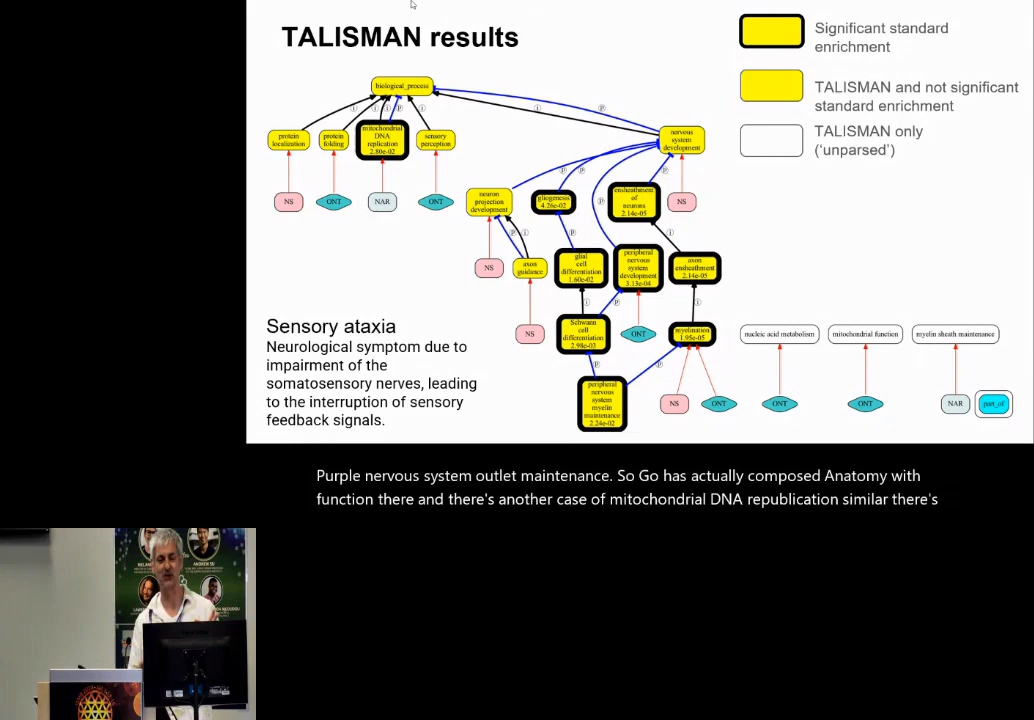 TALISMAN results
Significant standard
enrichment
TALISMAN and not significant
standard enrichment
TALISMAN only
('unparsed')
biological_process
protein
localization
protein
folding
mitochondrial
DNA
replication
2.80e-02
sensory
perception
nervous
system
development
NS
ONT
NAR
ONT
neuron
projection
development
gliogenesis
4.26e-02
ensheathment
of
neurons
2.14e-05
NS
NS
axon
guidance
glial
cell
differentiation
1.60e-02
peripheral
nervous
system
development
3.13e-04
axon
ensheathment
2.14e-05
NS
Schwann
cell
differentiation
2.98e-03
ONT
myelination
1.95e-05
nucleic acid metabolism
mitochondrial function
myelin sheath maintenance
peripheral
nervous
system
myelin
maintenance
2.24e-02
NS
ONT
ONT
ONT
NAR
part_of
Sensory ataxia
Neurological symptom due to
impairment of the
somatosensory nerves, leading
to the interruption of sensory
feedback signals.
Purple nervous system outlet maintenance. So Go has actually composed Anatomy with
function there and there's another case of mitochondrial DNA republication similar there's
ANDREW SU